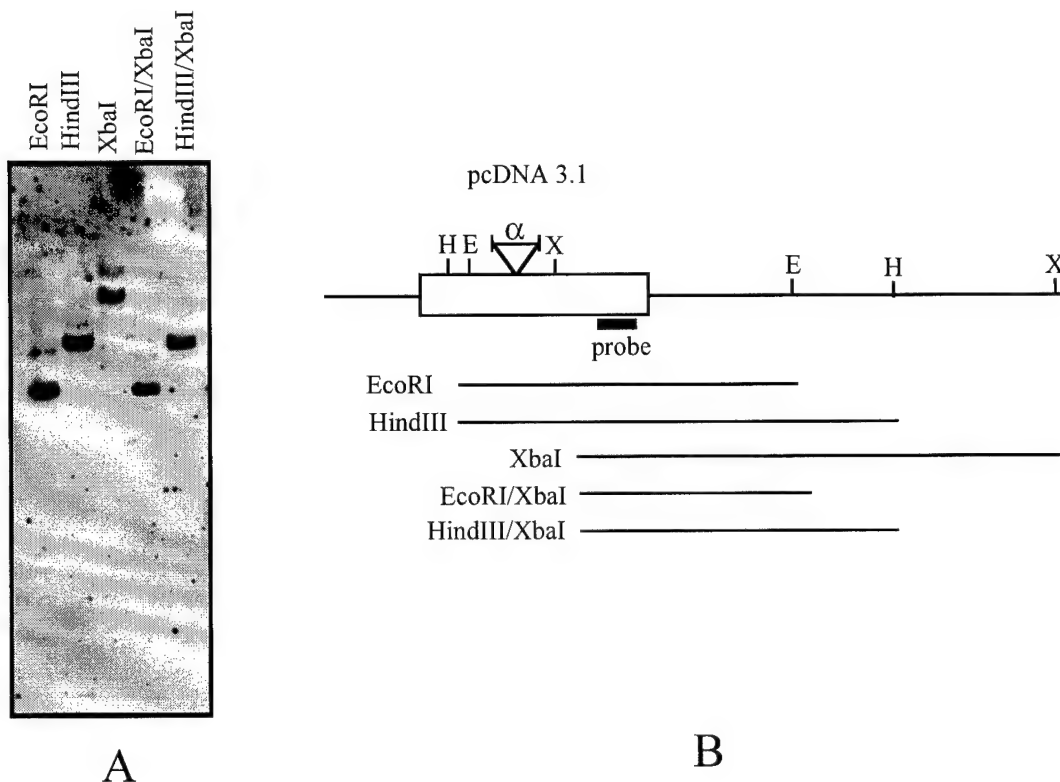 EcoRI
HindIII
XbaI
EcoRI/XbaI
HindIII/XbaI
pcDNA 3.1
α
H E X E H X
probe
EcoRI
HindIII
XbaI
EcoRI/XbaI
HindIII/XbaI
A
B